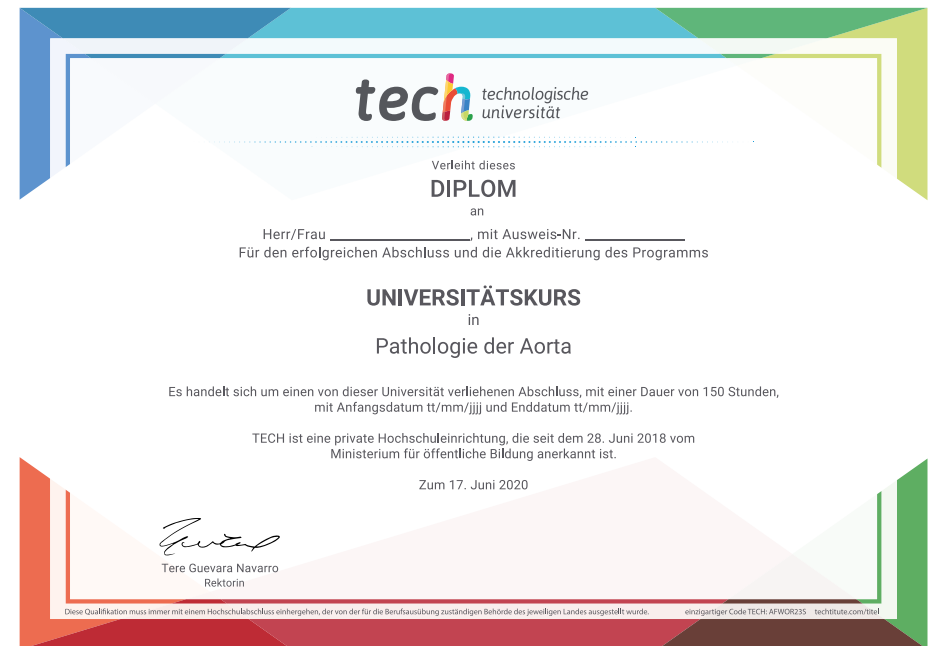 tech technologische
universität
Verleiht dieses
DIPLOM
an
Herr/Frau ____________________, mit Ausweis-Nr. ______________
Für den erfolgreichen Abschluss und die Akkreditierung des Programms
UNIVERSITÄTSKURS
in
Pathologie der Aorta
Es handelt sich um einen von dieser Universität verliehenen Abschluss, mit einer Dauer von 150 Stunden,
mit Anfangsdatum tt/mm/jjjj und Enddatum tt/mm/jjjj.
TECH ist eine private Hochschuleinrichtung, die seit dem 28. Juni 2018 vom
Ministerium für öffentliche Bildung anerkannt ist.
Zum 17. Juni 2020
Tere Guevara Navarro
Rektorin
Diese Qualifikation muss immer mit einem Hochschulabschluss einhergehen, der von der für die Berufsausübung zuständigen Behörde des jeweiligen Landes ausgestellt wurde. einzigartiger Code TECH: AFWOR23S techtitute.com/titel